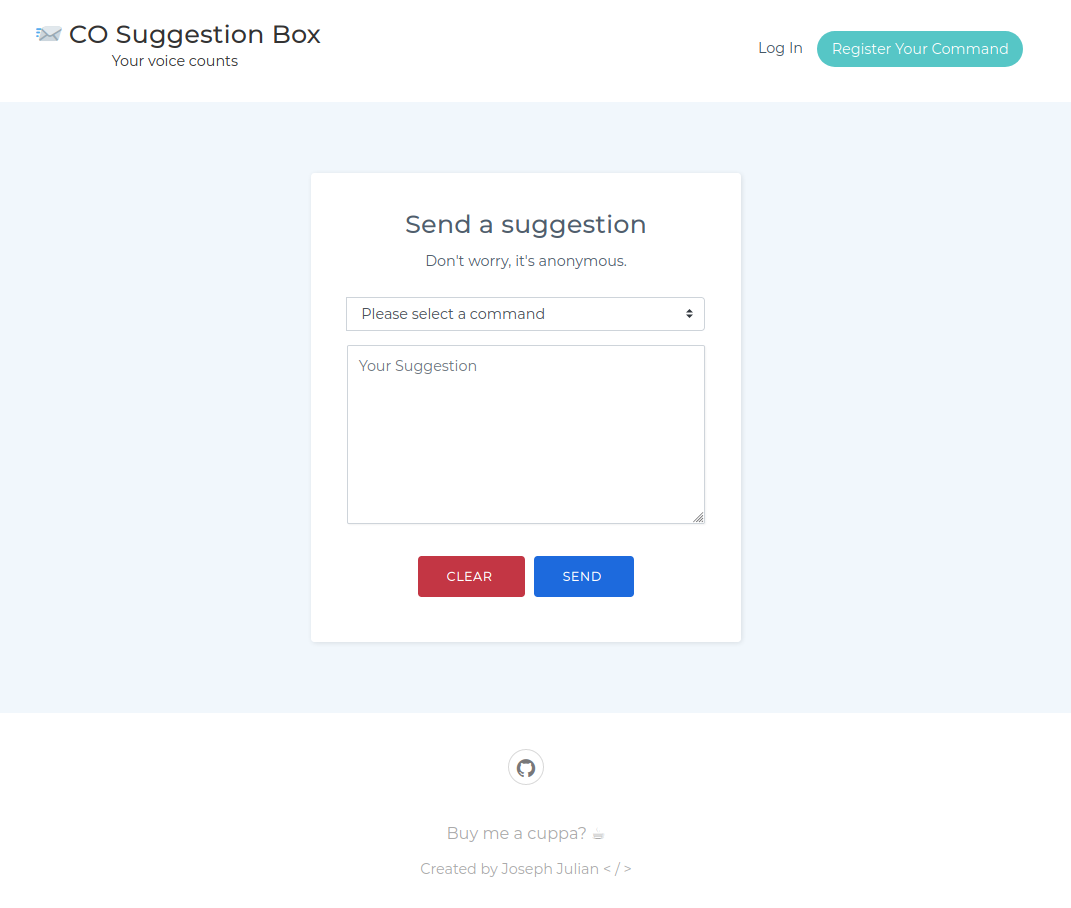 CO Suggestion Box
Your voice counts
Log In
Register Your Command
Send a suggestion
Don't worry, it's anonymous.
Please select a command
Your Suggestion
CLEAR
SEND
Buy me a cuppa? ☕
Created by Joseph Julian < / >